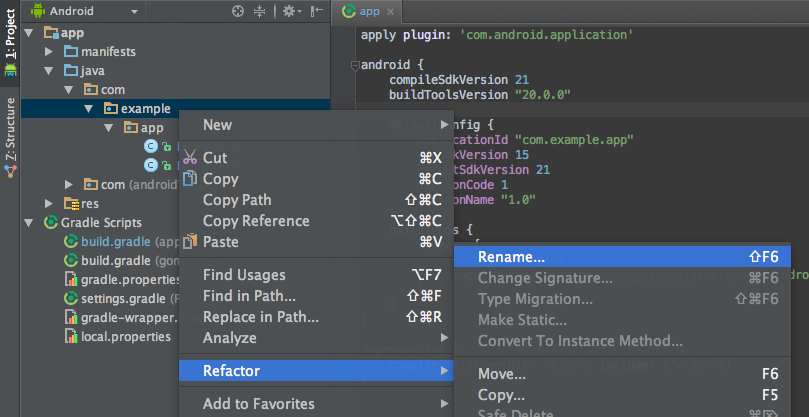 1: Project
Z: Structure
Android
app
manifests
java
com
example
app
com (android
res
Gradle Scripts
build.gradle (app
build.gradle (gon
gradle.properties
settings.gradle (P
gradle-wrapper.
local.properties
app
apply plugin: 'com.android.application'
android {
compileSdkVersion 21
buildToolsVersion "20.0.0"
nfig {
cationId "com.example.app"
kVersion 15
tSdkVersion 21
onCode 1
onName "1.0"
s {
New
Cut ⌘X
Copy ⌘C
Copy Path ⇧⌘C
Copy Reference ⌥⇧⌘C
Paste ⌘V
Find Usages ⌥F7
Find in Path... ⇧⌘F
Replace in Path... ⇧⌘R
Analyze
Refactor
Add to Favorites
Rename... ⇧F6
Change Signature... ⌘F6
Type Migration... ⇧⌘F6
Make Static...
Convert To Instance Method...
Move... F6
Copy... F5
Safe Delete... ⌘⌦
dro